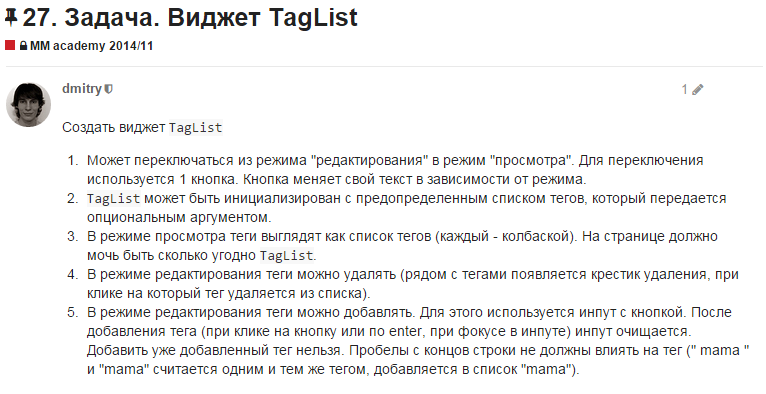 27. Задача. Виджет TagList
MM academy 2014/11
dmitry
1
Создать виджет TagList
1. Может переключаться из режима "редактирования" в режим "просмотра". Для переключения
используется 1 кнопка. Кнопка меняет свой текст в зависимости от режима.
2. TagList может быть инициализирован с предопределенным списком тегов, который передается
опциональным аргументом.
3. В режиме просмотра теги выглядят как список тегов (каждый - колбаской). На странице должно
мочь быть сколько угодно TagList.
4. В режиме редактирования теги можно удалять (рядом с тегами появляется крестик удаления, при
клике на который тег удаляется из списка).
5. В режиме редактирования теги можно добавлять. Для этого используется инпут с кнопкой. После
добавления тега (при клике на кнопку или по enter, при фокусе в инпуте) инпут очищается.
Добавить уже добавленный тег нельзя. Пробелы с концов строки не должны влиять на тег (" mama "
и "mama" считается одним и тем же тегом, добавляется в список "mama").